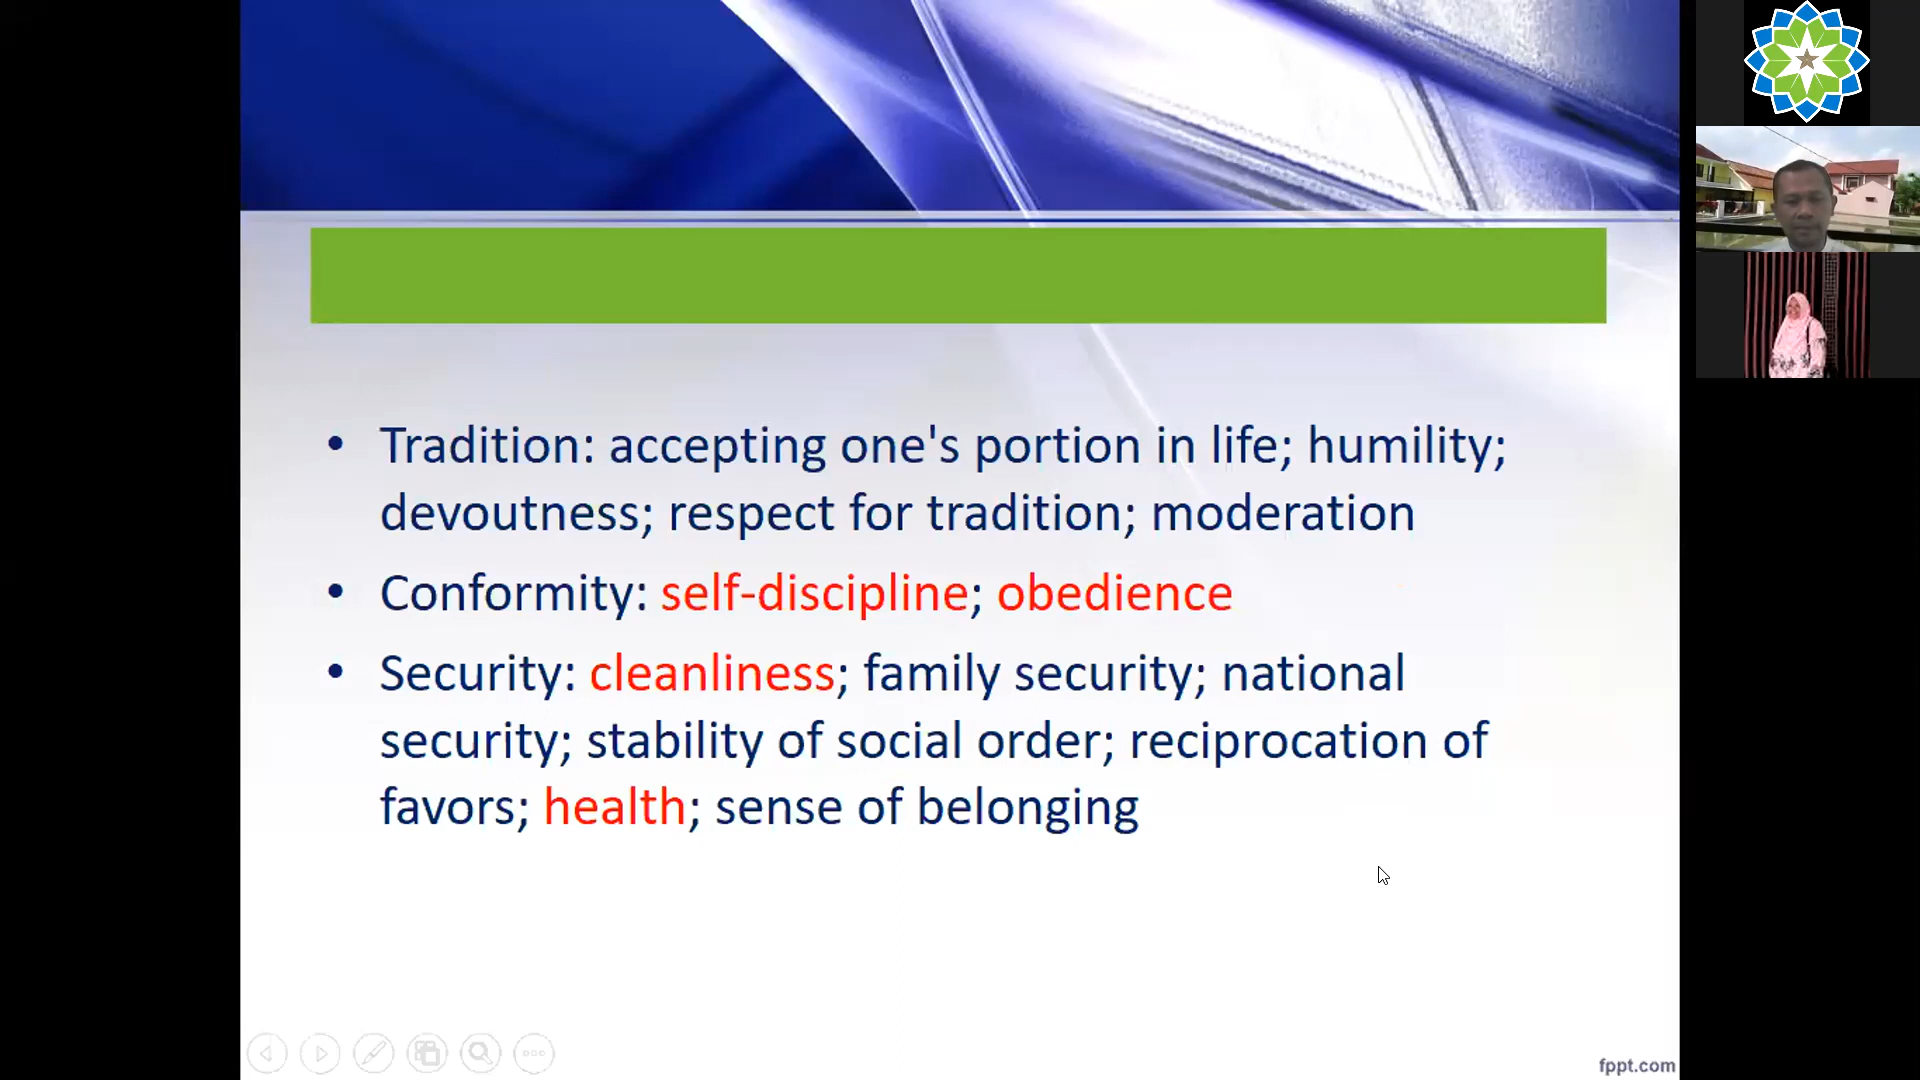 • Tradition: accepting one's portion in life; humility;
devoutness; respect for tradition; moderation
• Conformity: self-discipline; obedience
• Security: cleanliness; family security; national
security; stability of social order; reciprocation of
favors; health; sense of belonging
fppt.com